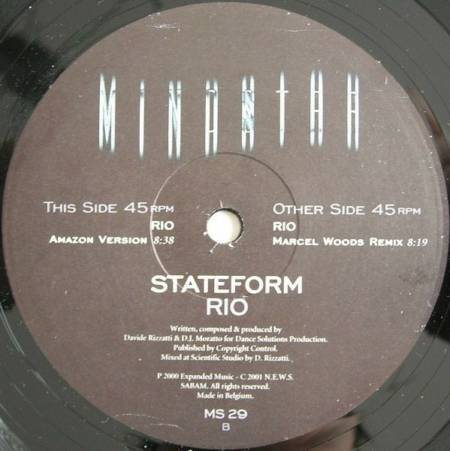 MINDSTAR
THIS SIDE 45 RPM
RIO
AMAZON VERSION 8:38
OTHER SIDE 45 RPM
RIO
MARCEL WOODS REMIX 8:19
STATEFORM
RIO
Written, composed & produced by
Davide Rizzatti & D.J. Moratto for Dance Solutions Production.
Published by Copyright Control.
Mixed at Scientific Studio by D. Rizzatti.
P 2000 Expanded Music - C 2001 N.E.W.S.
SABAM. All rights reserved.
Made in Belgium.
MS 29
B